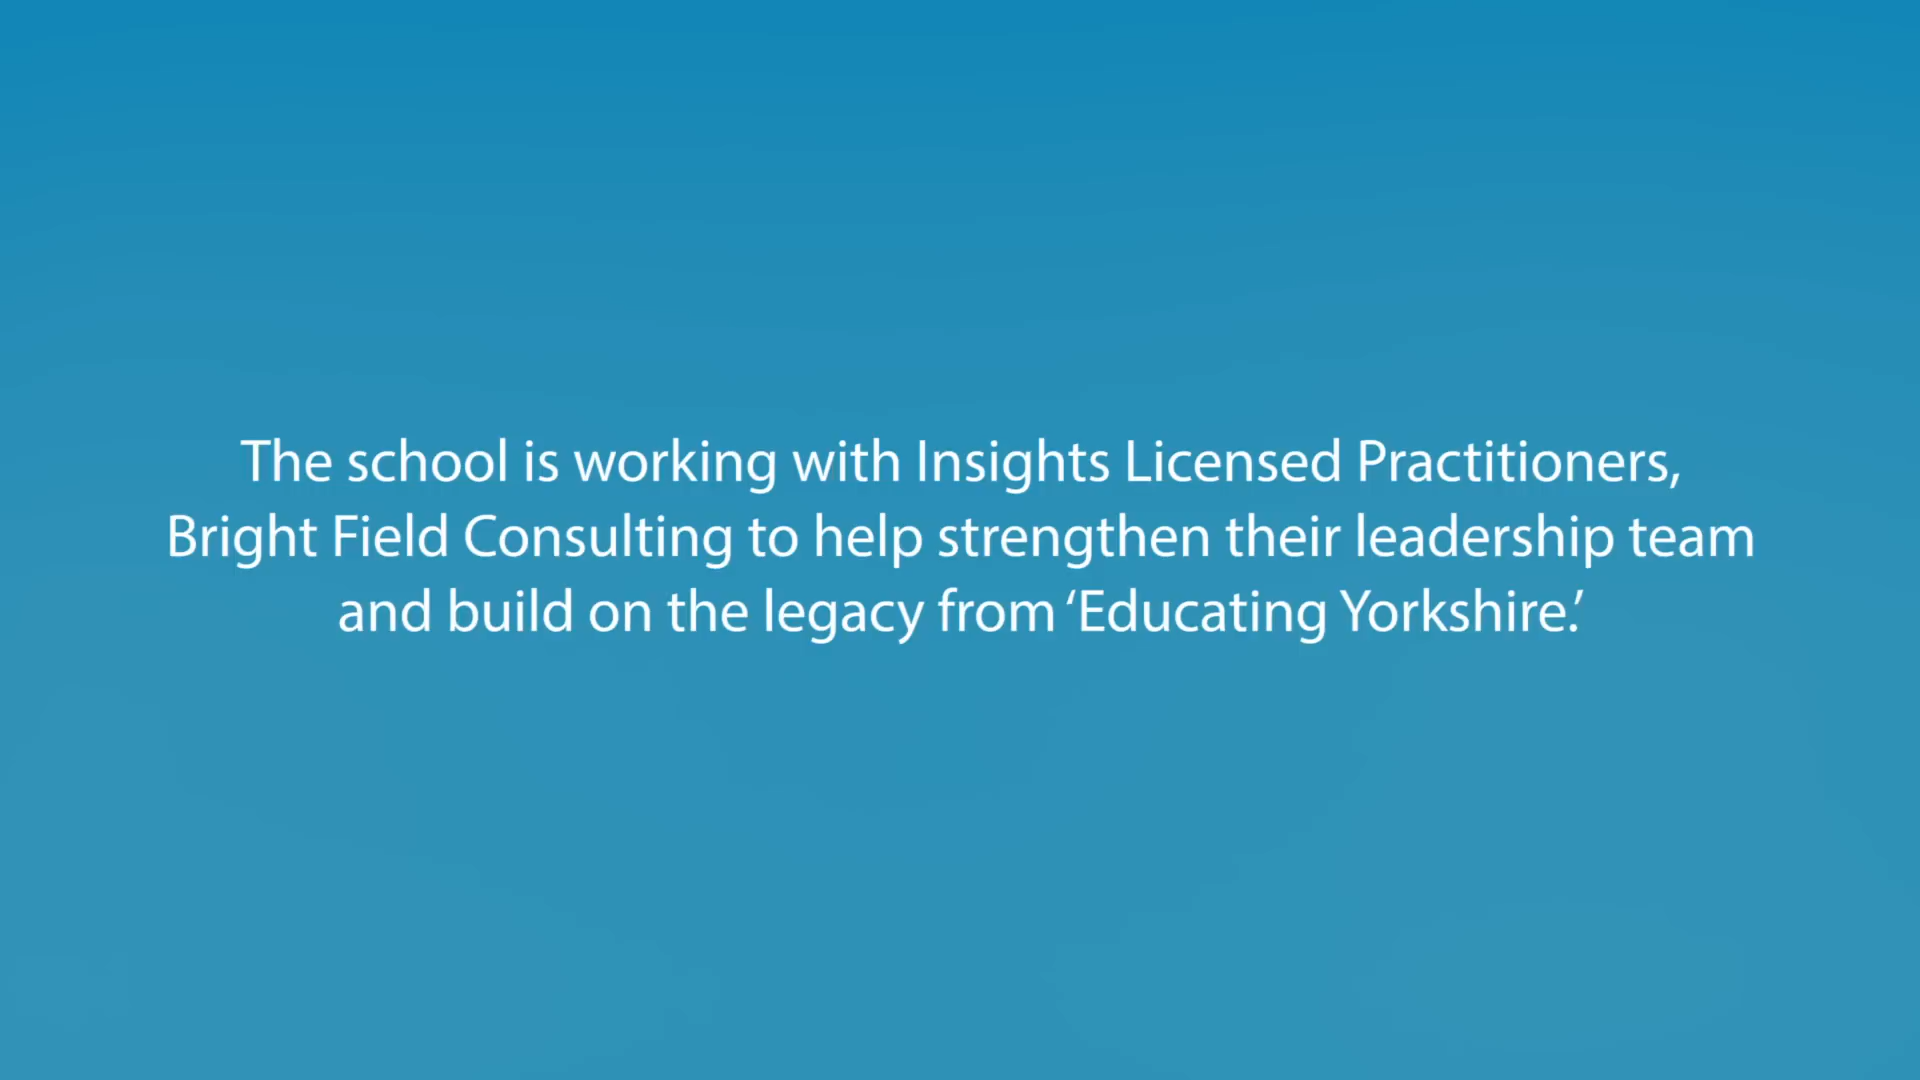 The school is working with Insights Licensed Practitioners,
Bright Field Consulting to help strengthen their leadership team
and build on the legacy from ‘Educating Yorkshire.’